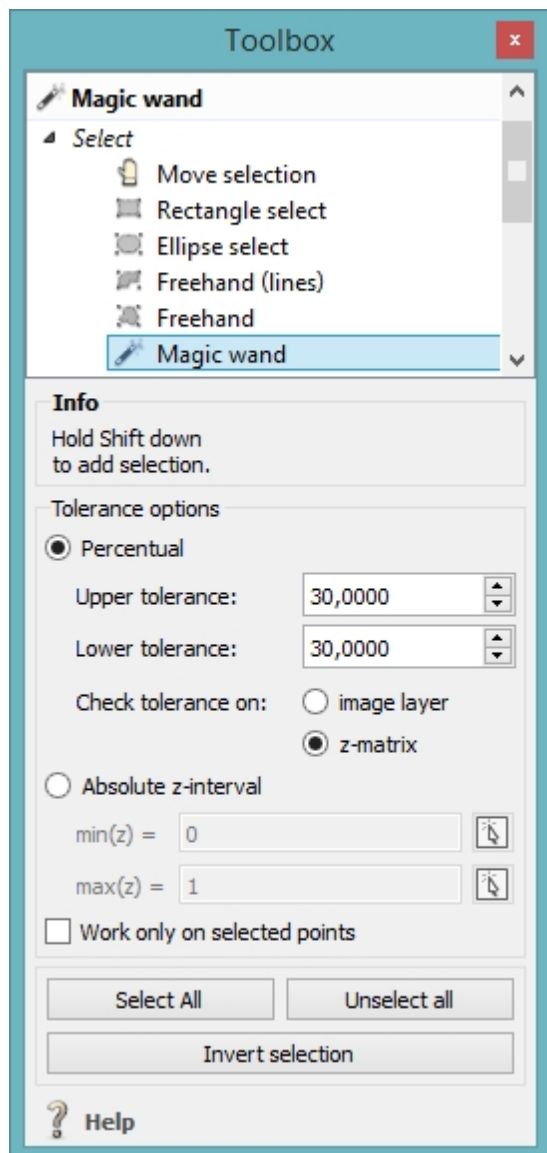 Toolbox
x
Magic wand
Select
Move selection
Rectangle select
Ellipse select
Freehand (lines)
Freehand
Magic wand
Info
Hold Shift down
to add selection.
Tolerance options
Percentual
Upper tolerance: 30,0000
Lower tolerance: 30,0000
Check tolerance on: image layer
z-matrix
Absolute z-interval
min(z) = 0
max(z) = 1
Work only on selected points
Select All Unselect all
Invert selection
? Help